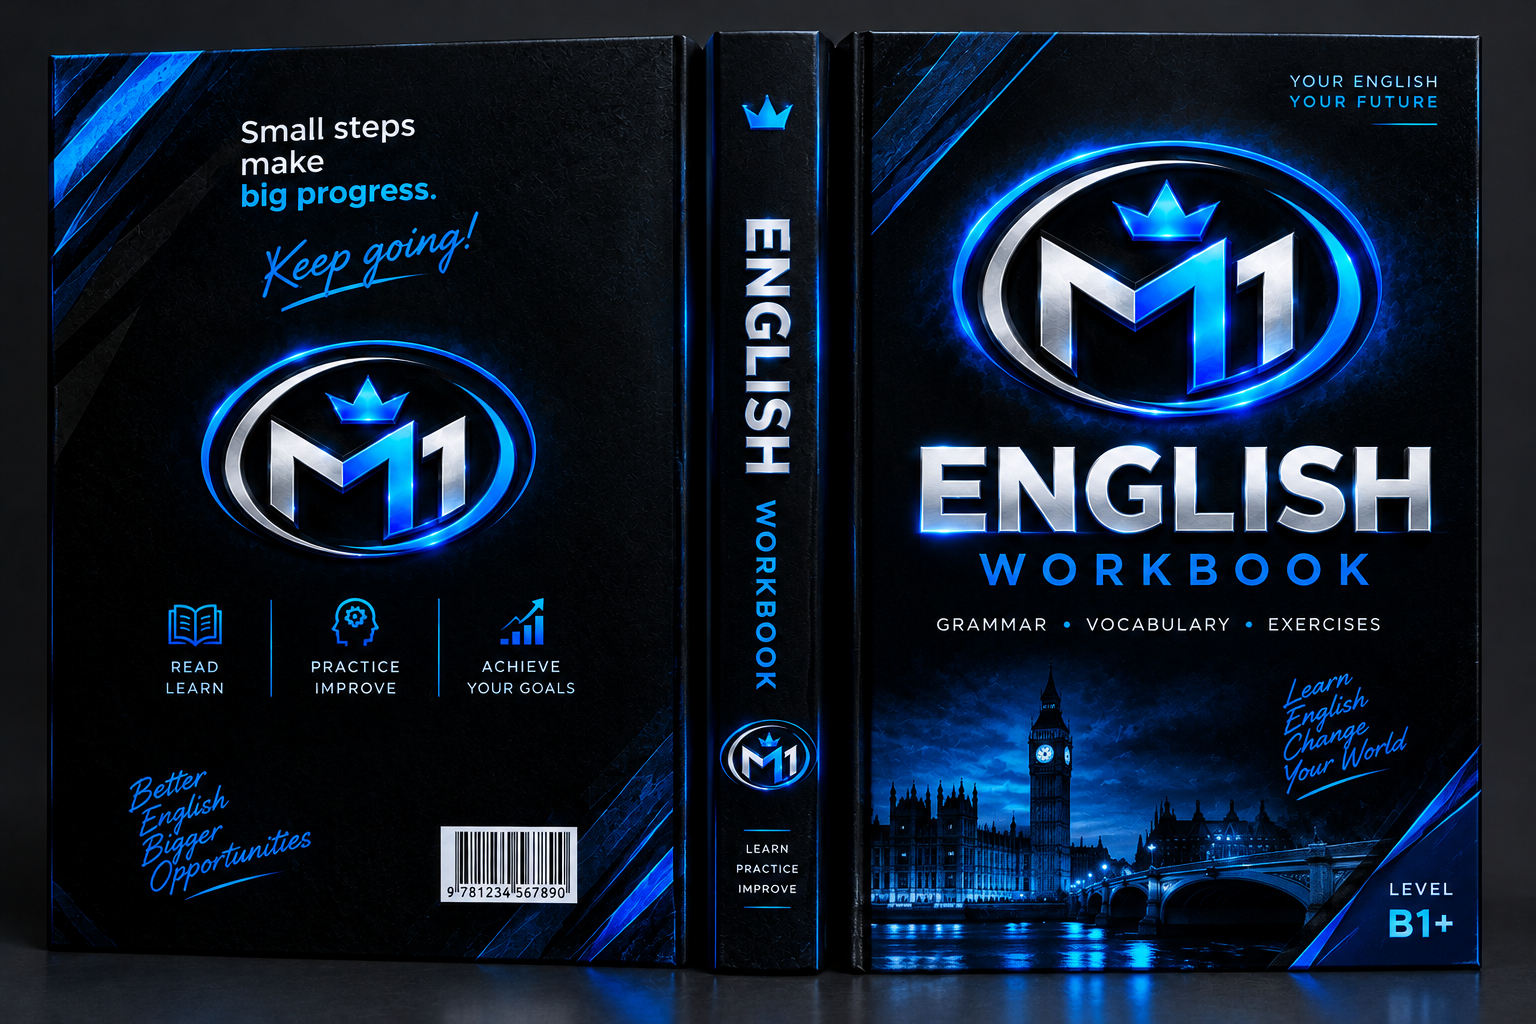 Small steps
make
big progress.
Keep going!
M1
READ
LEARN
PRACTICE
IMPROVE
ACHIEVE
YOUR GOALS
Better
English
Bigger
Opportunities
9 781234 567890
ENGLISH
WORKBOOK
M1
LEARN
PRACTICE
IMPROVE
YOUR ENGLISH
YOUR FUTURE
M1
ENGLISH
WORKBOOK
GRAMMAR • VOCABULARY • EXERCISES
Learn
English
Change
Your World
LEVEL
B1+